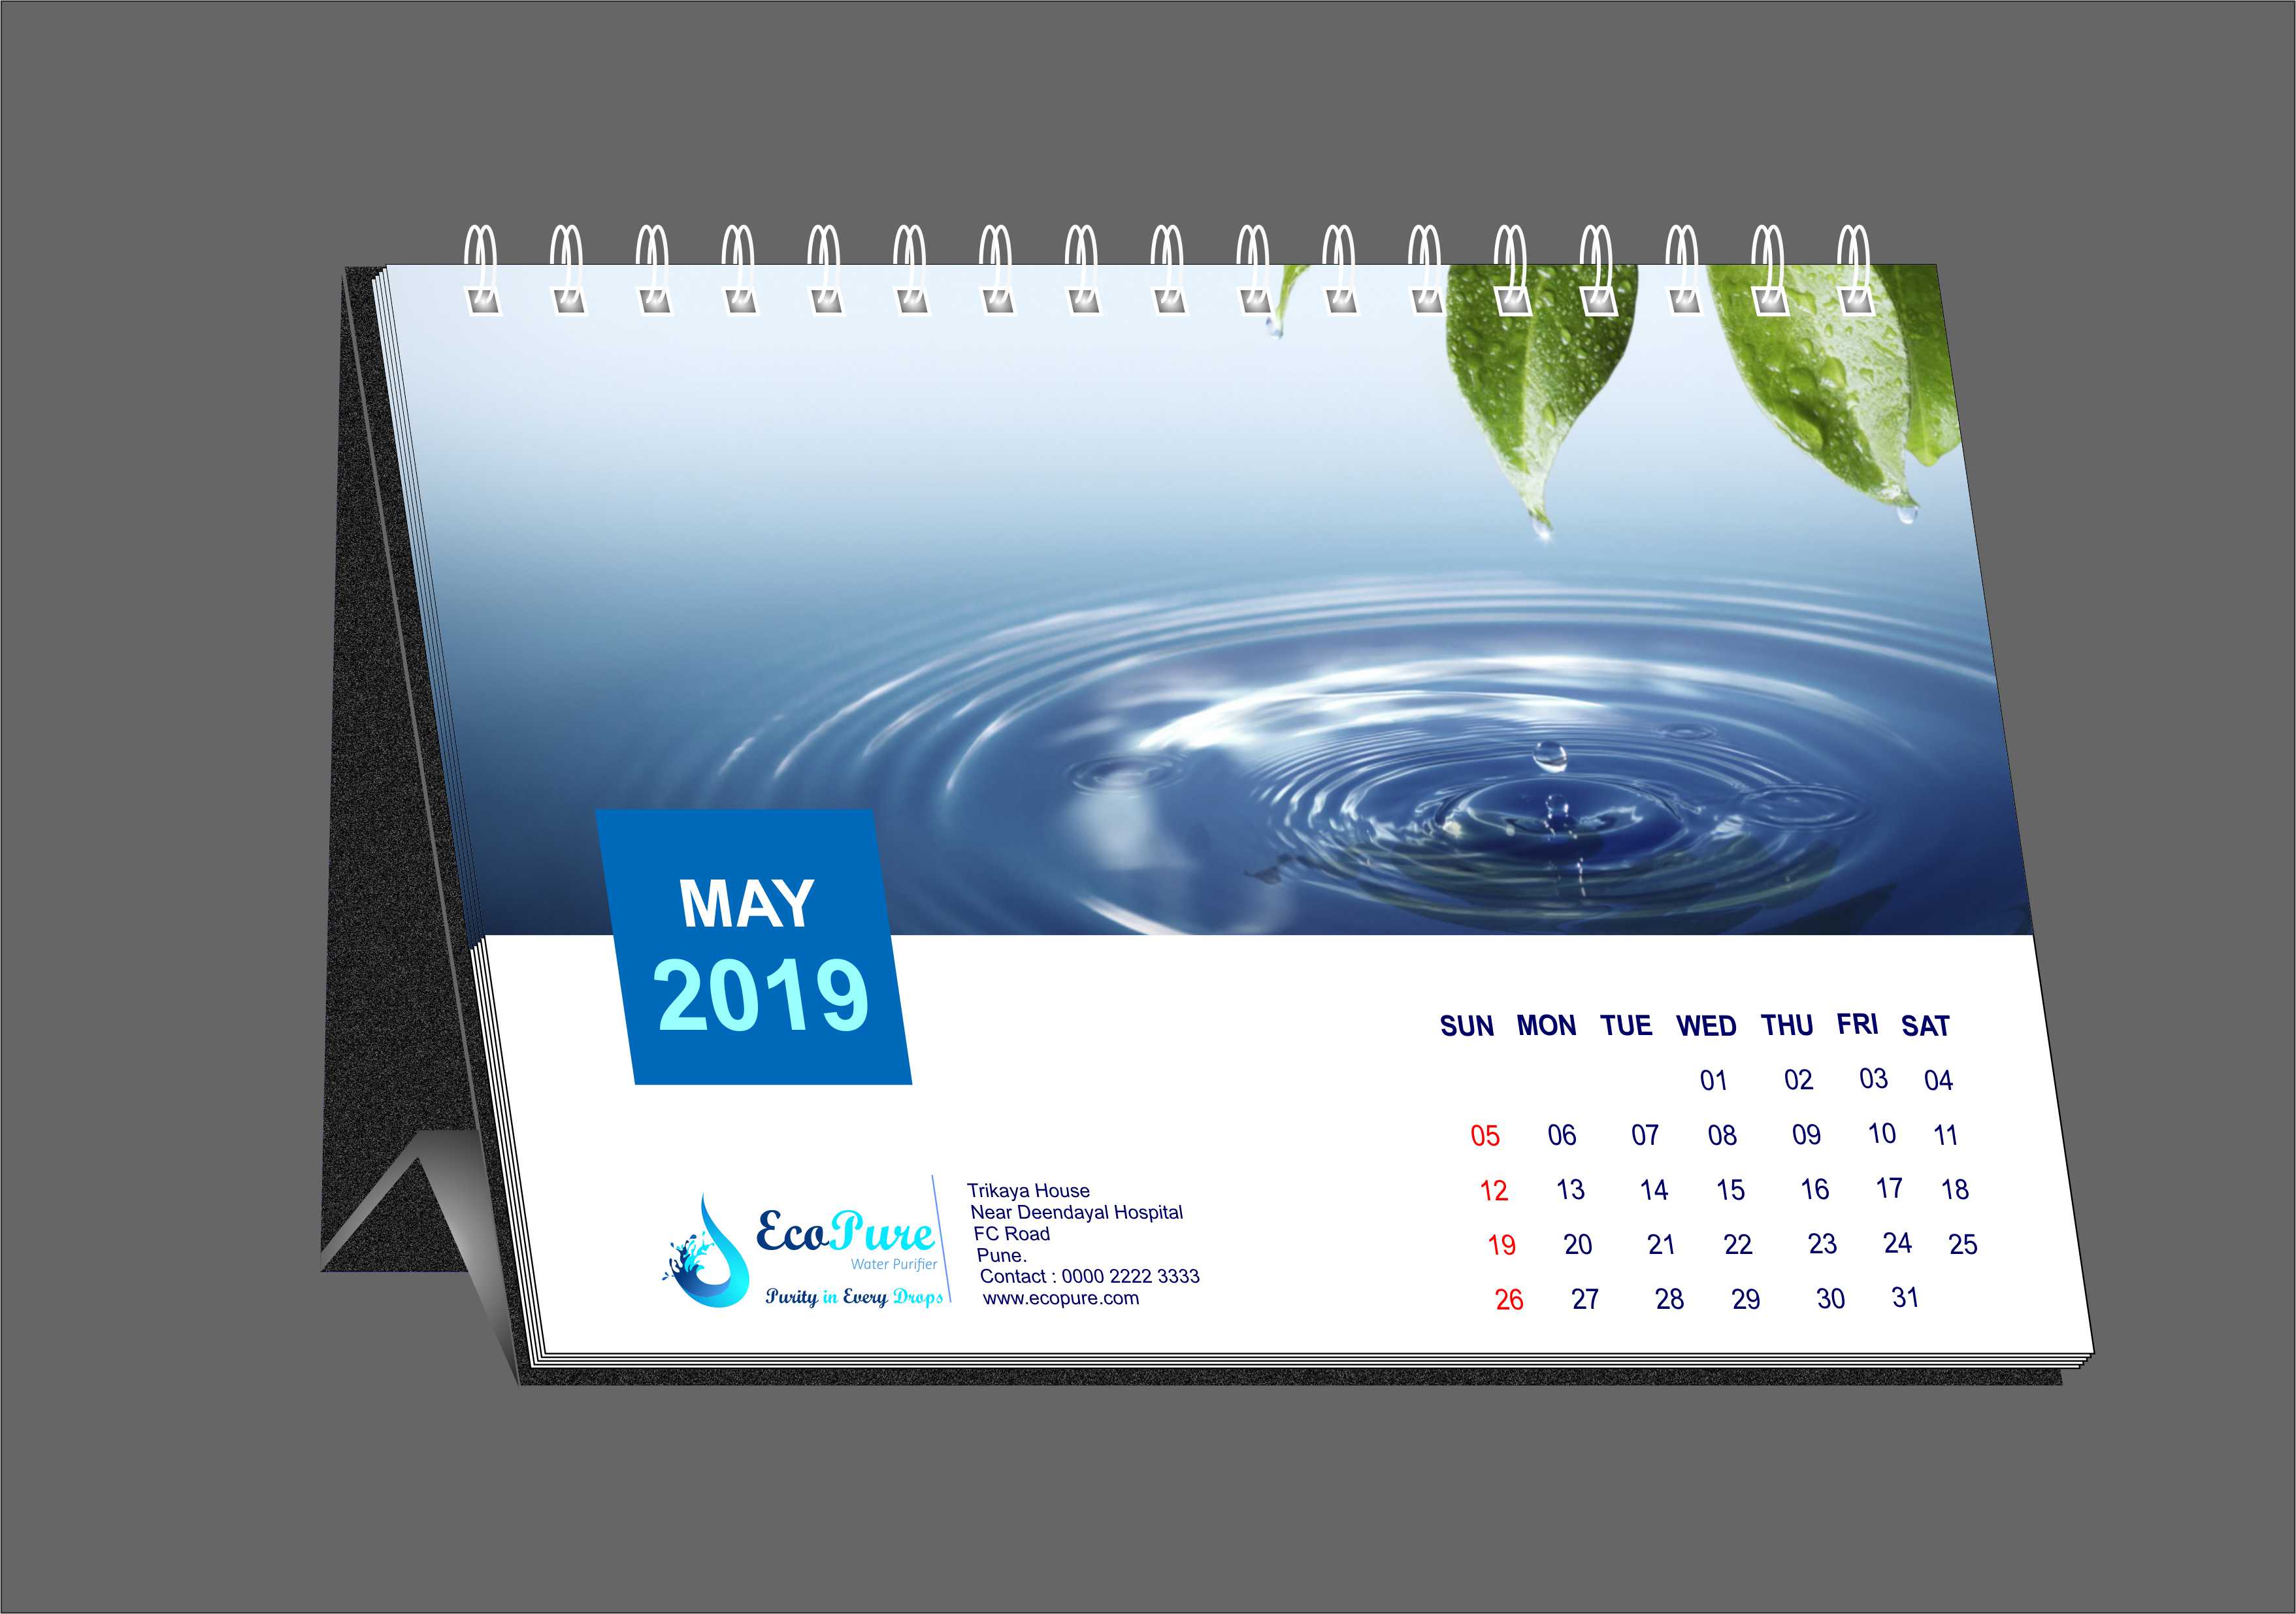 MAY
2019
SUN MON TUE WED THU FRI SAT
01 02 03 04
05 06 07 08 09 10 11
12 13 14 15 16 17 18
19 20 21 22 23 24 25
26 27 28 29 30 31
EcoPure
Water Purifier
Purity in Every Drops
Trikaya House
Near Deendayal Hospital
FC Road
Pune.
Contact : 0000 2222 3333
www.ecopure.com